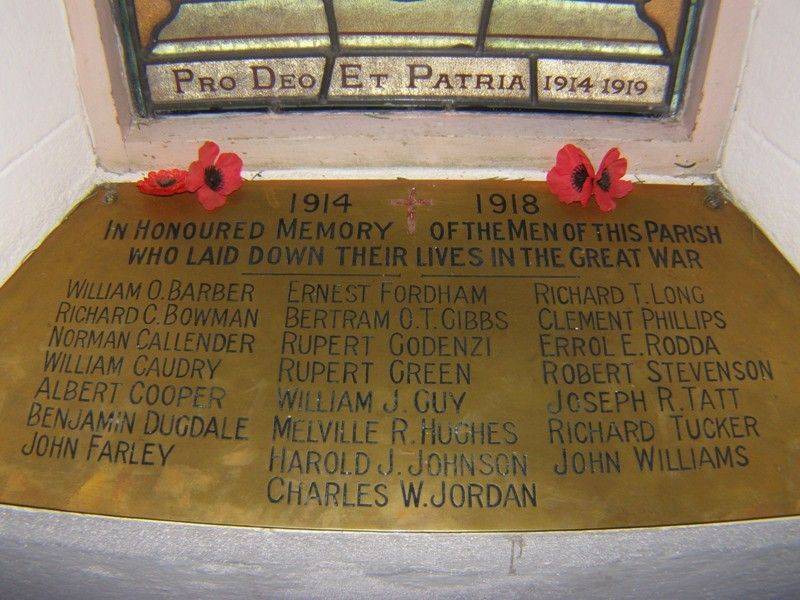 PRO DEO ET PATRIA 1914 1919
1914 1918
IN HONOURED MEMORY OF THE MEN OF THIS PARISH
WHO LAID DOWN THEIR LIVES IN THE GREAT WAR
WILLIAM O. BARBER
RICHARD C. BOWMAN
NORMAN CALLENDER
WILLIAM CAUDRY
ALBERT COOPER
BENJAMIN DUGDALE
JOHN FARLEY
ERNEST FORDHAM
BERTRAM O.T. GIBBS
RUPERT GODENZI
RUPERT GREEN
WILLIAM J. GUY
MELVILLE R. HUGHES
HAROLD J. JOHNSON
CHARLES W. JORDAN
RICHARD T. LONG
CLEMENT PHILLIPS
ERROL E. RODDA
ROBERT STEVENSON
JOSEPH R. TATT
RICHARD TUCKER
JOHN WILLIAMS